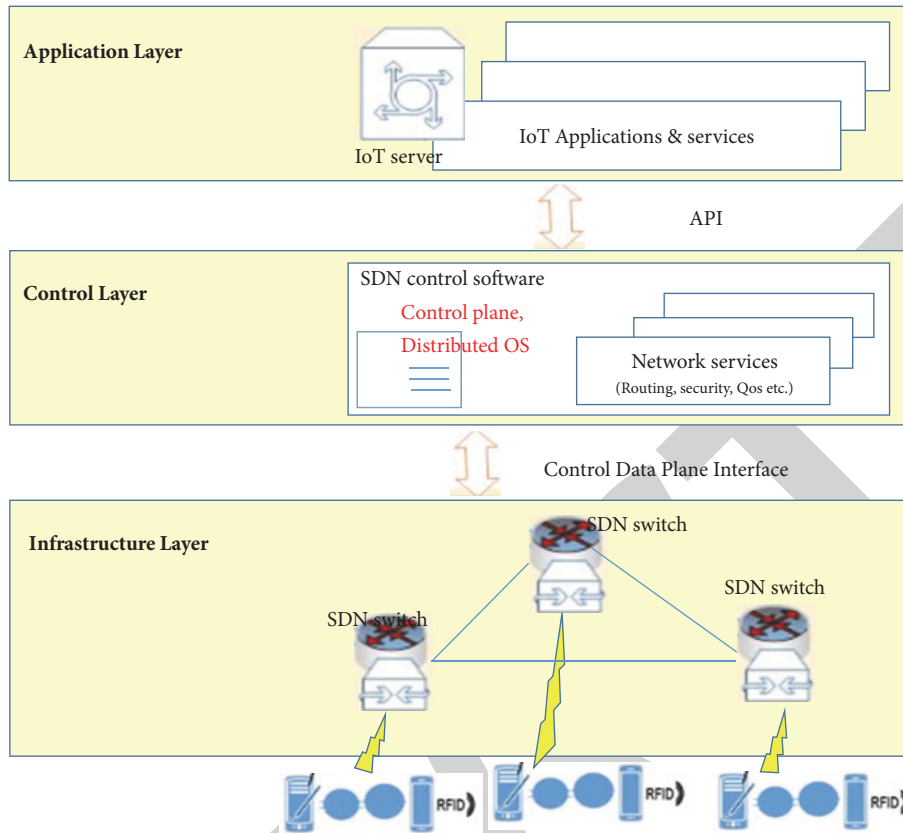 Application Layer
IoT server
IoT Applications & services
API
Control Layer
SDN control software
Control plane,
Distributed OS
Network services
(Routing, security, Qos etc.)
Control Data Plane Interface
Infrastructure Layer
SDN switch
SDN switch
SDN switch
RFID
RFID
RFID